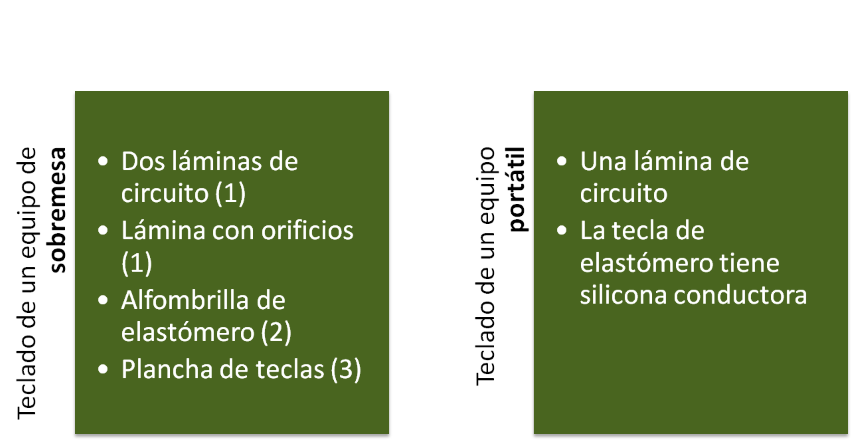 Teclado de un equipo de
sobremesa
• Dos láminas de
circuito (1)
• Lámina con orificios
(1)
• Alfombrilla de
elastómero (2)
• Plancha de teclas (3)
Teclado de un equipo
portátil
• Una lámina de
circuito
• La tecla de
elastómero tiene
silicona conductora